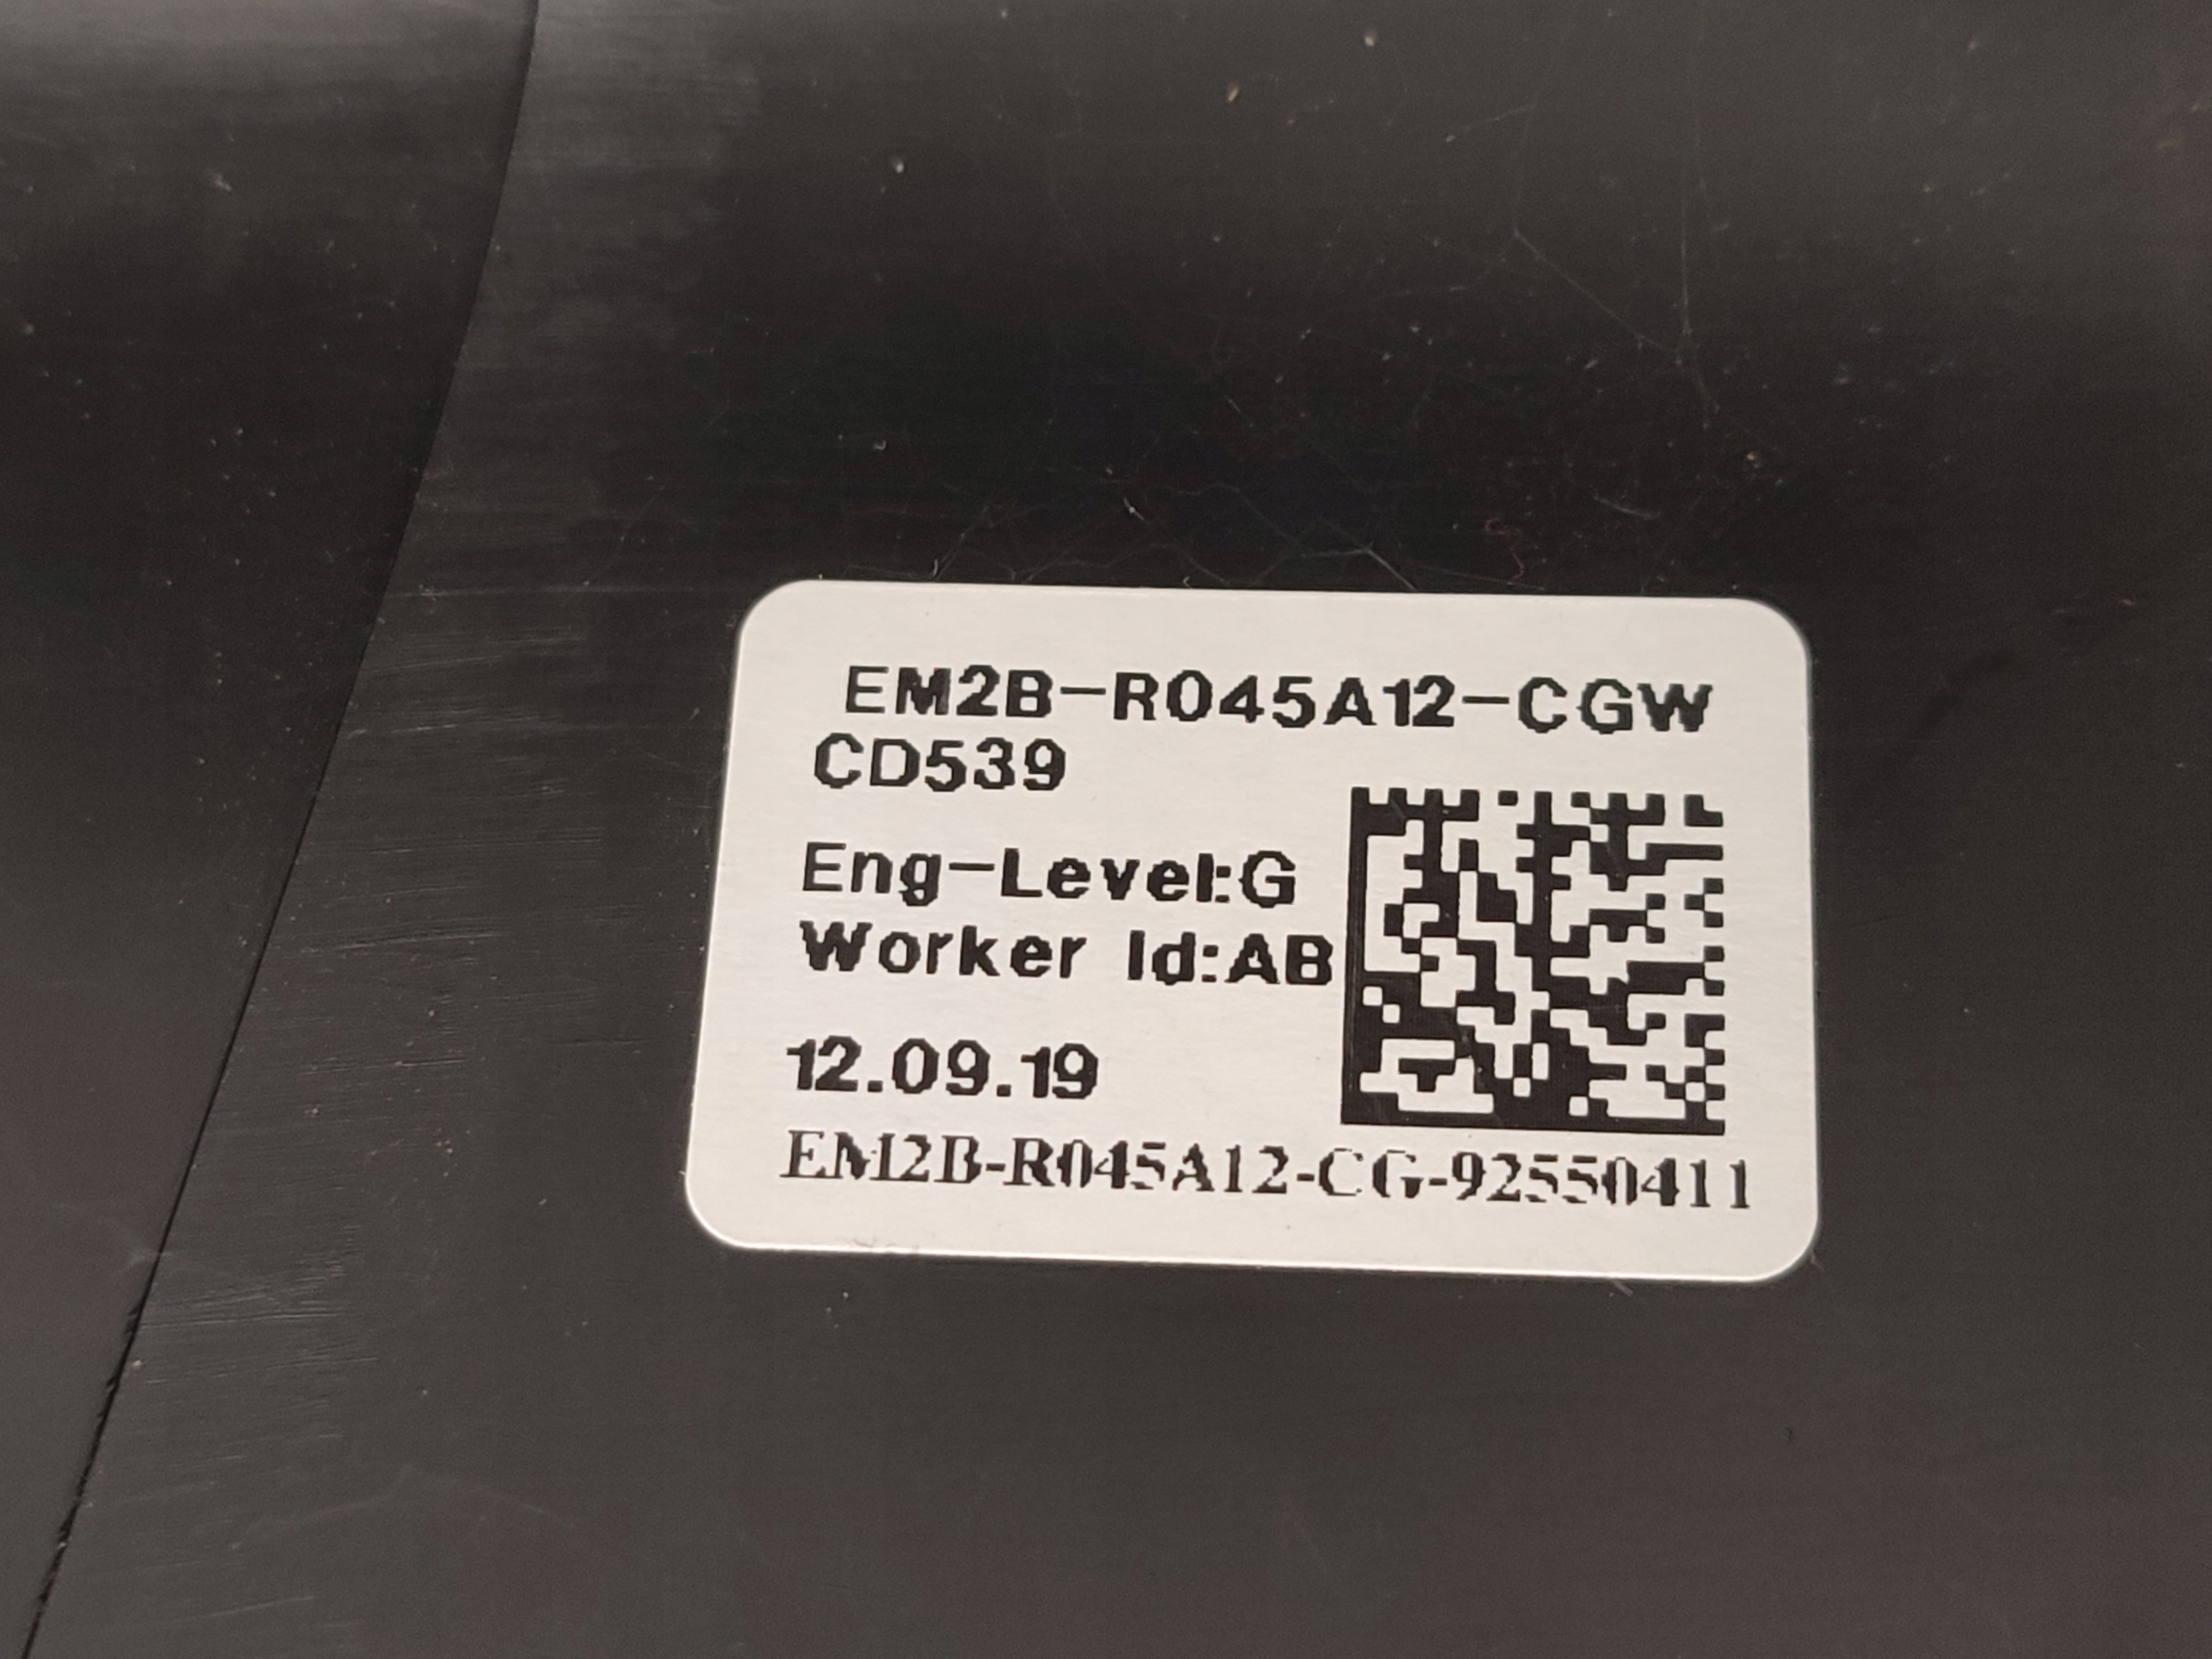 EM2B-R045A12-CGW
CD539
Eng-Level:G
Worker Id:AB
12.09.19
EM2B-R045A12-CG-92550411